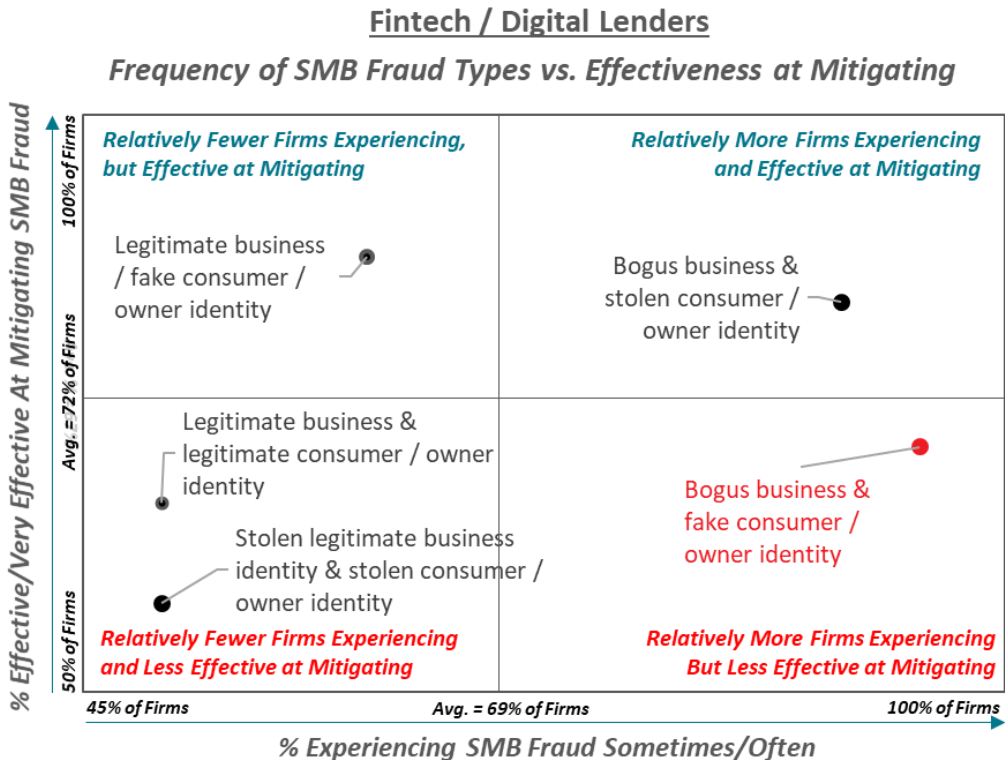 Fintech / Digital Lenders
Frequency of SMB Fraud Types vs. Effectiveness at Mitigating
% Effective/Very Effective At Mitigating SMB Fraud
100% of Firms
Avg. = 72% of Firms
50% of Firms
Relatively Fewer Firms Experiencing,
but Effective at Mitigating
Relatively More Firms Experiencing
and Effective at Mitigating
Legitimate business
/ fake consumer /
owner identity
Bogus business &
stolen consumer /
owner identity
Legitimate business &
legitimate consumer / owner
identity
Stolen legitimate business
identity & stolen consumer /
owner identity
Bogus business &
fake consumer /
owner identity
Relatively Fewer Firms Experiencing
and Less Effective at Mitigating
Relatively More Firms Experiencing
But Less Effective at Mitigating
45% of Firms
Avg. = 69% of Firms
100% of Firms
% Experiencing SMB Fraud Sometimes/Often